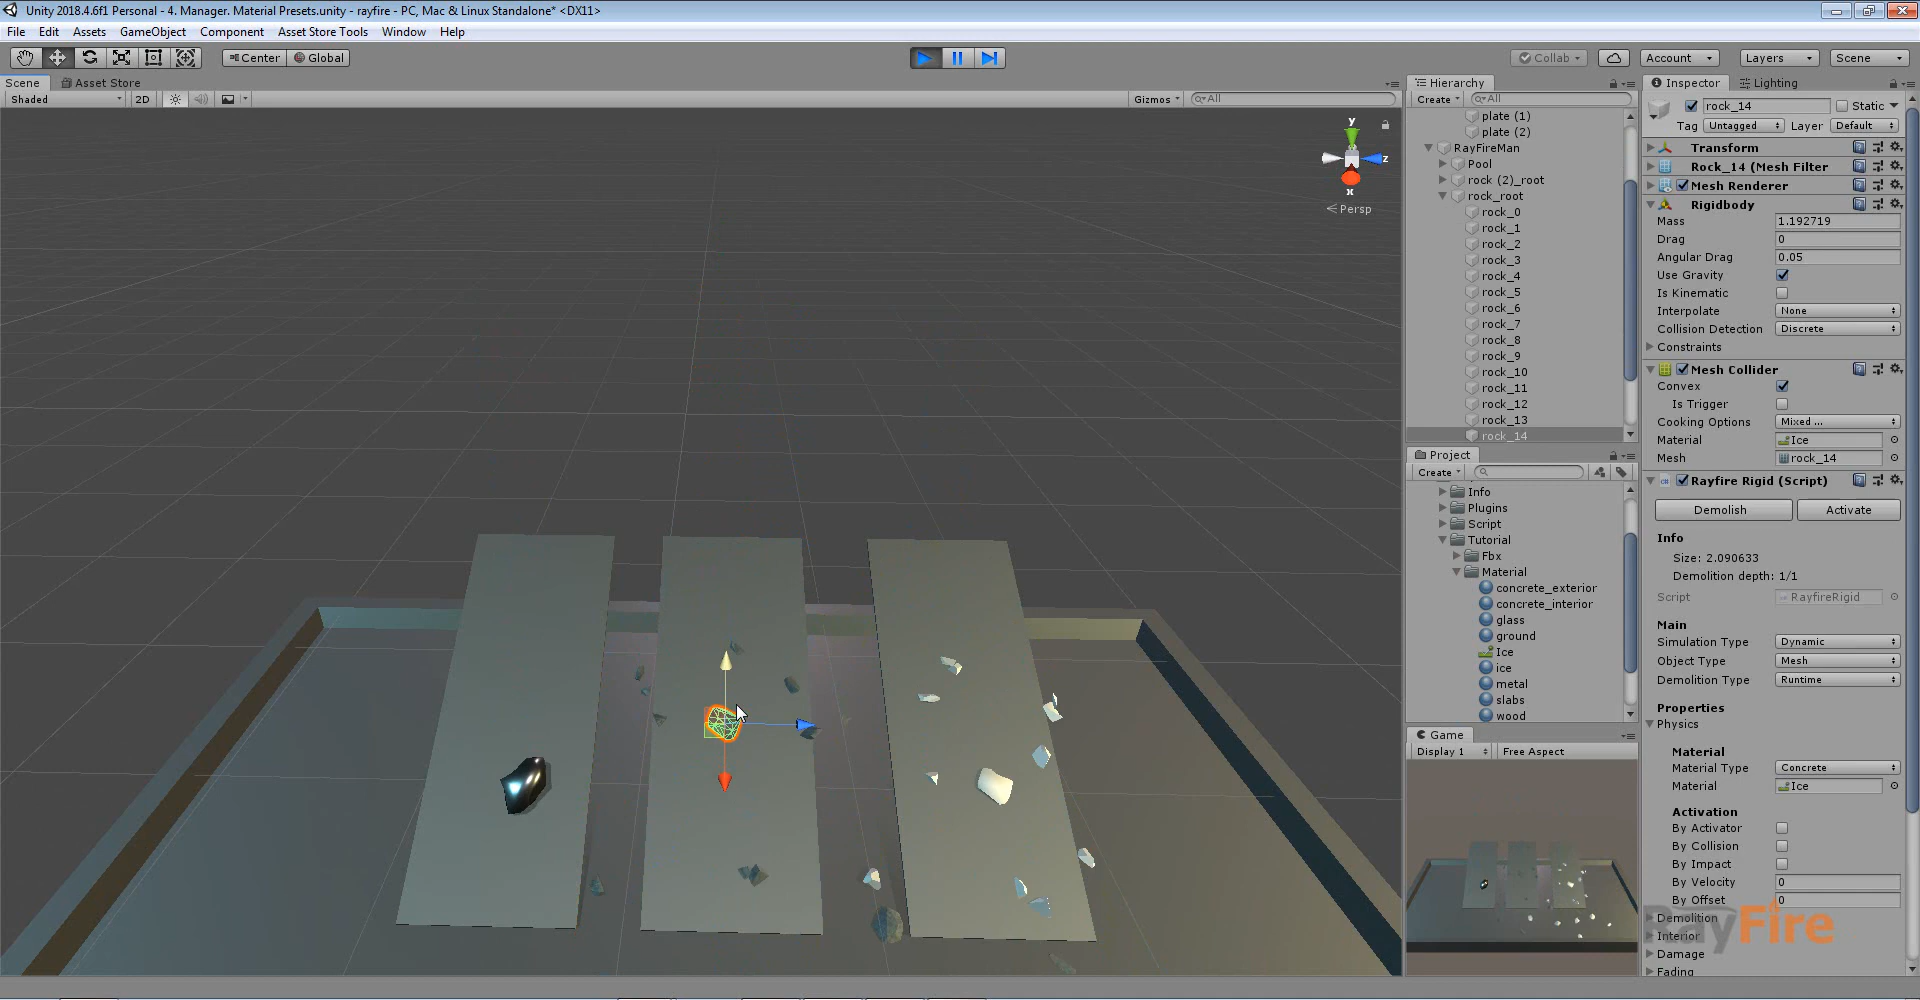 Unity 2018.4.6f1 Personal - 4. Manager. Material Presets.unity - rayfire - PC, Mac & Linux Standalone* <DX11>
File Edit Assets GameObject Component Asset Store Tools Window Help
Center Global
Collab Account Layers Scene
Scene Asset Store
Shaded 2D Gizmos All
y
z
x
Persp
Hierarchy
Create All
plate (1)
plate (2)
RayFireMan
Pool
rock (2)_root
rock_root
rock_0
rock_1
rock_2
rock_3
rock_4
rock_5
rock_6
rock_7
rock_8
rock_9
rock_10
rock_11
rock_12
rock_13
rock_14
Project
Create
Info
Plugins
Script
Tutorial
Fbx
Material
concrete_exterior
concrete_interior
glass
ground
Ice
ice
metal
slabs
wood
Game
Display 1 Free Aspect
Inspector Lighting
rock_14 Static
Tag Untagged Layer Default
Transform
Rock_14 (Mesh Filter
Mesh Renderer
Rigidbody
Mass 1.192719
Drag 0
Angular Drag 0.05
Use Gravity
Is Kinematic
Interpolate None
Collision Detection Discrete
Constraints
Mesh Collider
Convex
Is Trigger
Cooking Options Mixed ...
Material Ice
Mesh rock_14
Rayfire Rigid (Script)
Demolish Activate
Info
Size: 2.090633
Demolition depth: 1/1
Script RayfireRigid
Main
Simulation Type Dynamic
Object Type Mesh
Demolition Type Runtime
Properties
Physics
Material
Material Type Concrete
Material Ice
Activation
By Activator
By Collision
By Impact
By Velocity 0
By Offset 0
Demolition
Interior
Damage
Fading
RayFire